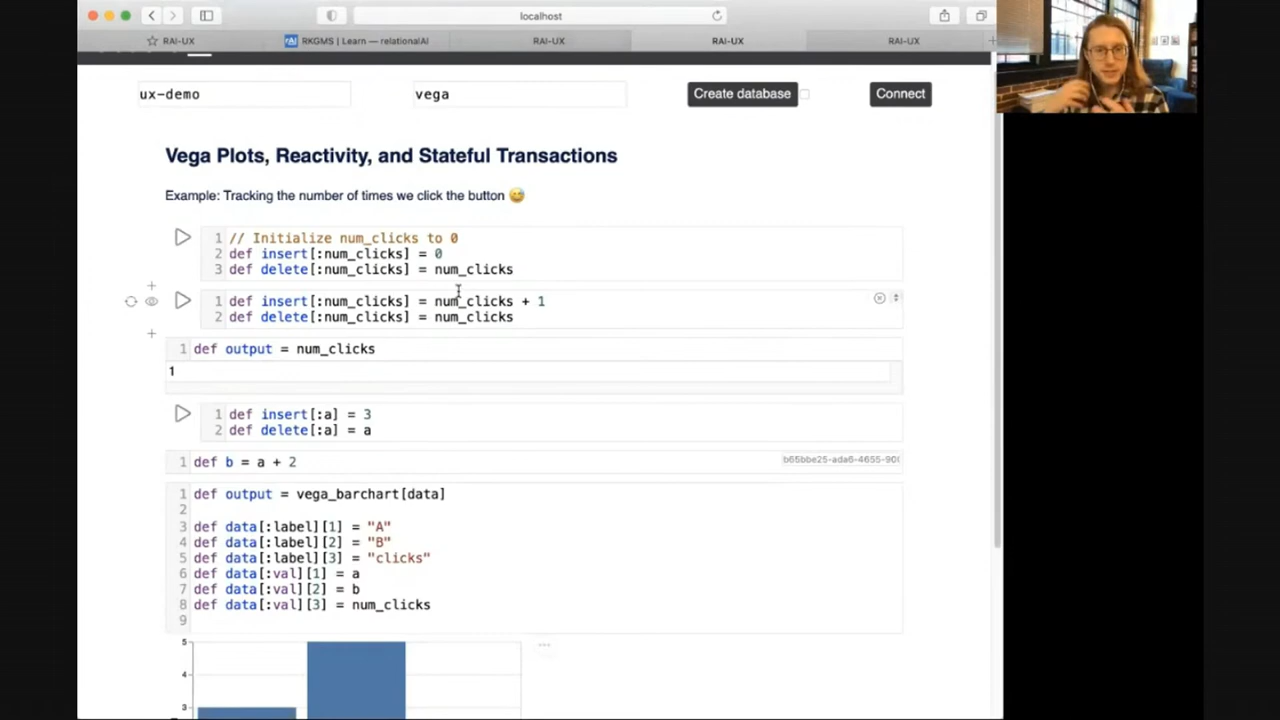 localhost
RAI-UX
RKGMS | Learn — relationalAI
RAI-UX
RAI-UX
RAI-UX
ux-demo
vega
Create database
Connect
Vega Plots, Reactivity, and Stateful Transactions
Example: Tracking the number of times we click the button 😅
1 // Initialize num_clicks to 0
2 def insert[:num_clicks] = 0
3 def delete[:num_clicks] = num_clicks
1 def insert[:num_clicks] = num_clicks + 1
2 def delete[:num_clicks] = num_clicks
1 def output = num_clicks
1
1 def insert[:a] = 3
2 def delete[:a] = a
1 def b = a + 2
b65bbe25-ada6-4655-90
1 def output = vega_barchart[data]
2
3 def data[:label][1] = "A"
4 def data[:label][2] = "B"
5 def data[:label][3] = "clicks"
6 def data[:val][1] = a
7 def data[:val][2] = b
8 def data[:val][3] = num_clicks
9
5
4
3